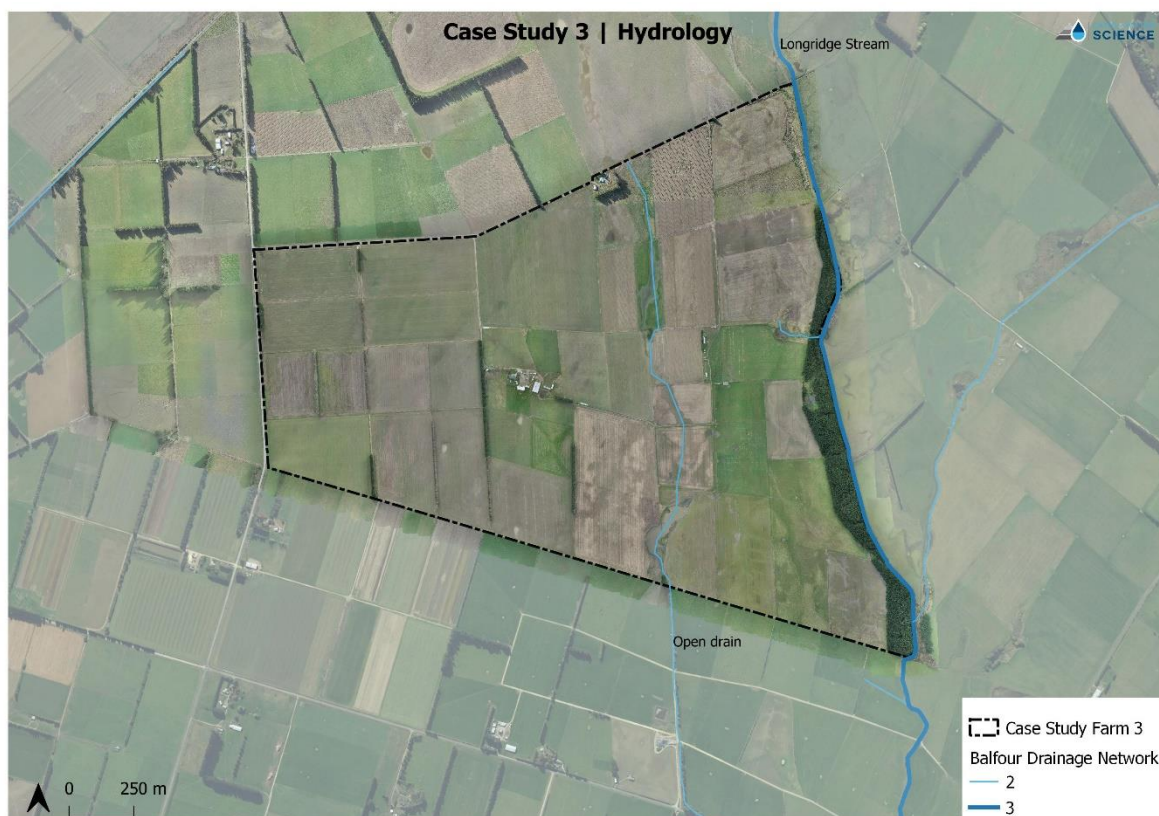 Case Study 3 | Hydrology
Longridge Stream
SCIENCE
Open drain
Case Study Farm 3
Balfour Drainage Network
2
3
0 250 m